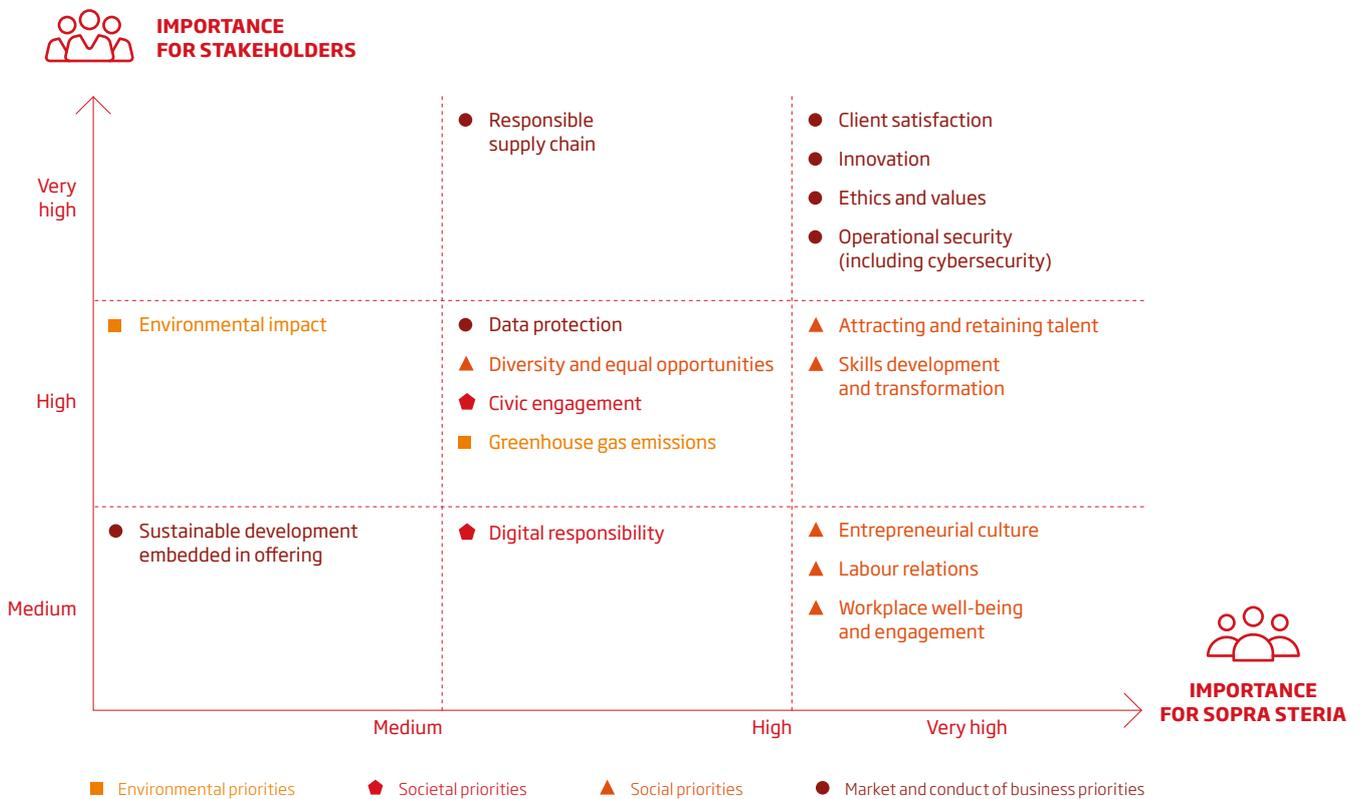 IMPORTANCE
FOR STAKEHOLDERS
Very
high
Responsible
supply chain
Client satisfaction
Innovation
Ethics and values
Operational security
(including cybersecurity)
High
Environmental impact
Data protection
Diversity and equal opportunities
Civic engagement
Greenhouse gas emissions
Attracting and retaining talent
Skills development
and transformation
Medium
Sustainable development
embedded in offering
Digital responsibility
Entrepreneurial culture
Labour relations
Workplace well-being
and engagement
IMPORTANCE
FOR SOPRA STERIA
Medium
High
Very high
Environmental priorities
Societal priorities
Social priorities
Market and conduct of business priorities